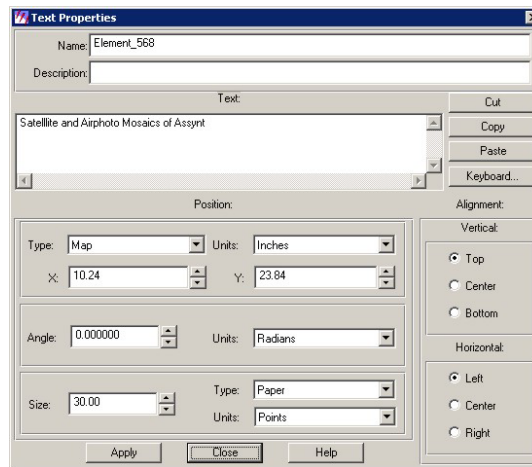 Text Properties
Name: Element_568
Description:
Text:
Satelllite and Airphoto Mosaics of Assynt
Cut
Copy
Paste
Keyboard...
Position:
Type: Map Units: Inches
X: 10.24 Y: 23.84
Angle: 0.000000 Units: Radians
Size: 30.00 Type: Paper
Units: Points
Alignment:
Vertical:
Top
Center
Bottom
Horizontal:
Left
Center
Right
Apply Close Help